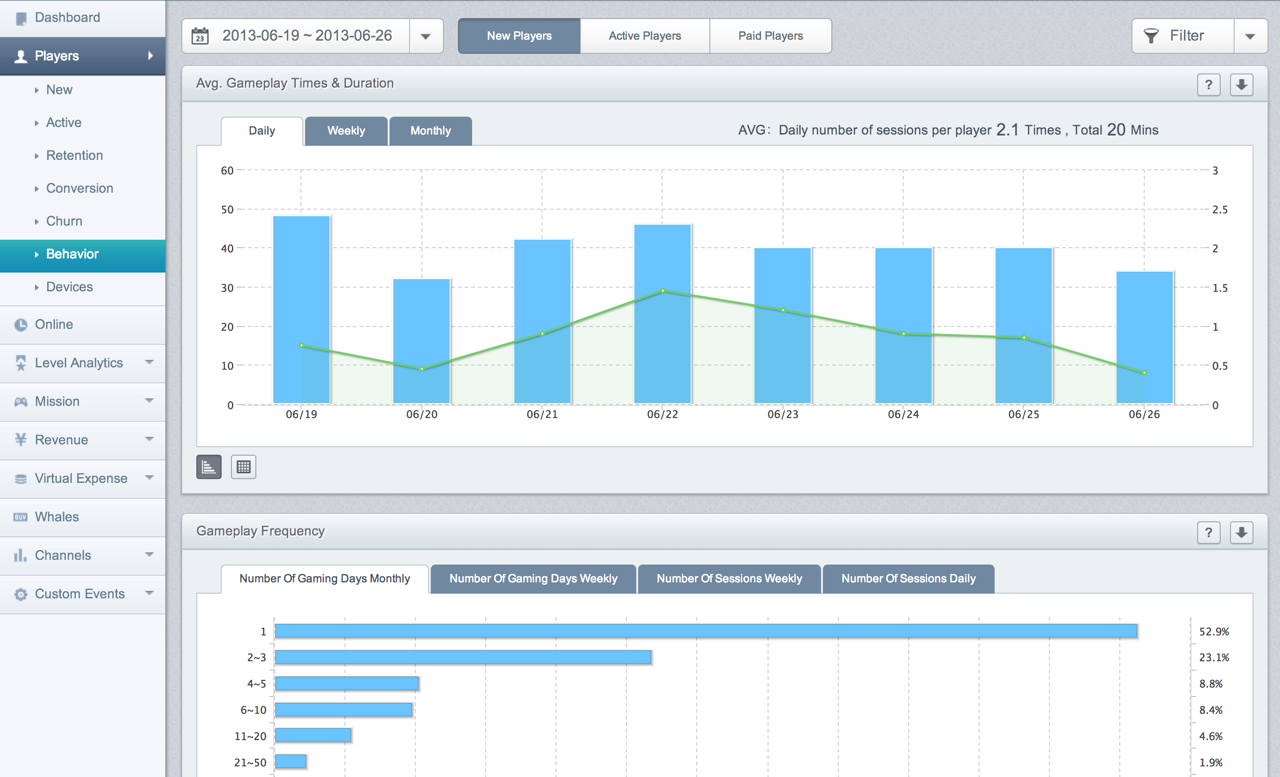 Dashboard
Players
New
Active
Retention
Conversion
Churn
Behavior
Devices
Online
Level Analytics
Mission
Revenue
Virtual Expense
Whales
Channels
Custom Events
23 2013-06-19 ~ 2013-06-26 New Players Active Players Paid Players Filter
Avg. Gameplay Times & Duration ?
Daily Weekly Monthly AVG: Daily number of sessions per player 2.1 Times , Total 20 Mins
60 3
50 2.5
40 2
30 1.5
20 1
10 0.5
0 0
06/19 06/20 06/21 06/22 06/23 06/24 06/25 06/26
Gameplay Frequency ?
Number Of Gaming Days Monthly Number Of Gaming Days Weekly Number Of Sessions Weekly Number Of Sessions Daily
1 52.9%
2~3 23.1%
4~5 8.8%
6~10 8.4%
11~20 4.6%
21~50 1.9%